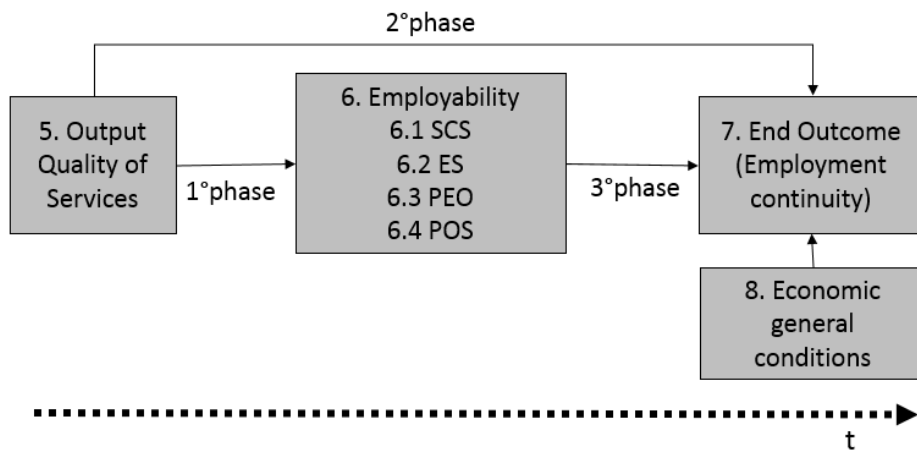 2°phase
5. Output
Quality of
Services
1°phase
6. Employability
6.1 SCS
6.2 ES
6.3 PEO
6.4 POS
3°phase
7. End Outcome
(Employment
continuity)
8. Economic
general
conditions
t